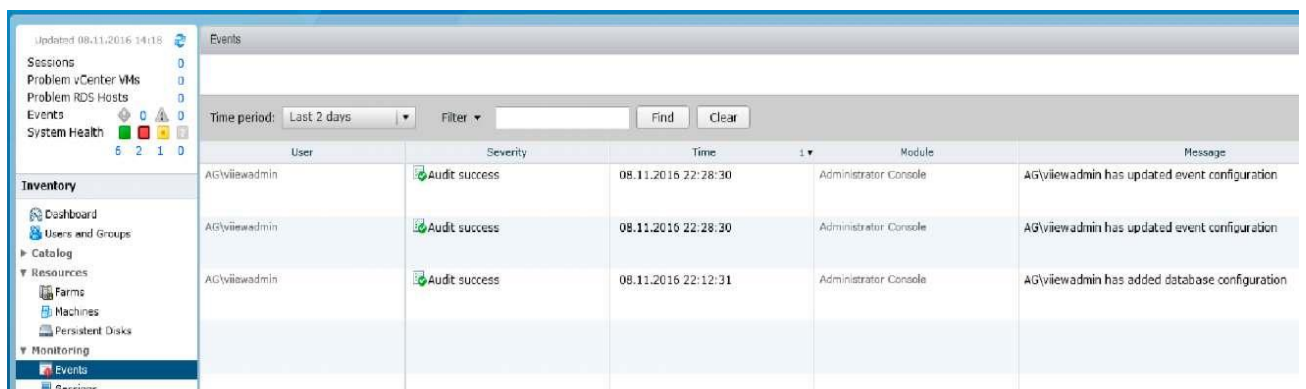 Updated 08.11.2016 14:18
Sessions 0
Problem vCenter VMs 0
Problem RDS Hosts 0
Events 0 0
System Health
6 2 1 0
Inventory
Dashboard
Users and Groups
Catalog
Resources
Farms
Machines
Persistent Disks
Monitoring
Events
Sessions
Events
Time period: Last 2 days Filter Find Clear
User Severity Time 1 Module Message
AG\viiewadmin Audit success 08.11.2016 22:28:30 Administrator Console AG\viiewadmin has updated event configuration
AG\viiewadmin Audit success 08.11.2016 22:28:30 Administrator Console AG\viiewadmin has updated event configuration
AG\viiewadmin Audit success 08.11.2016 22:12:31 Administrator Console AG\viiewadmin has added database configuration